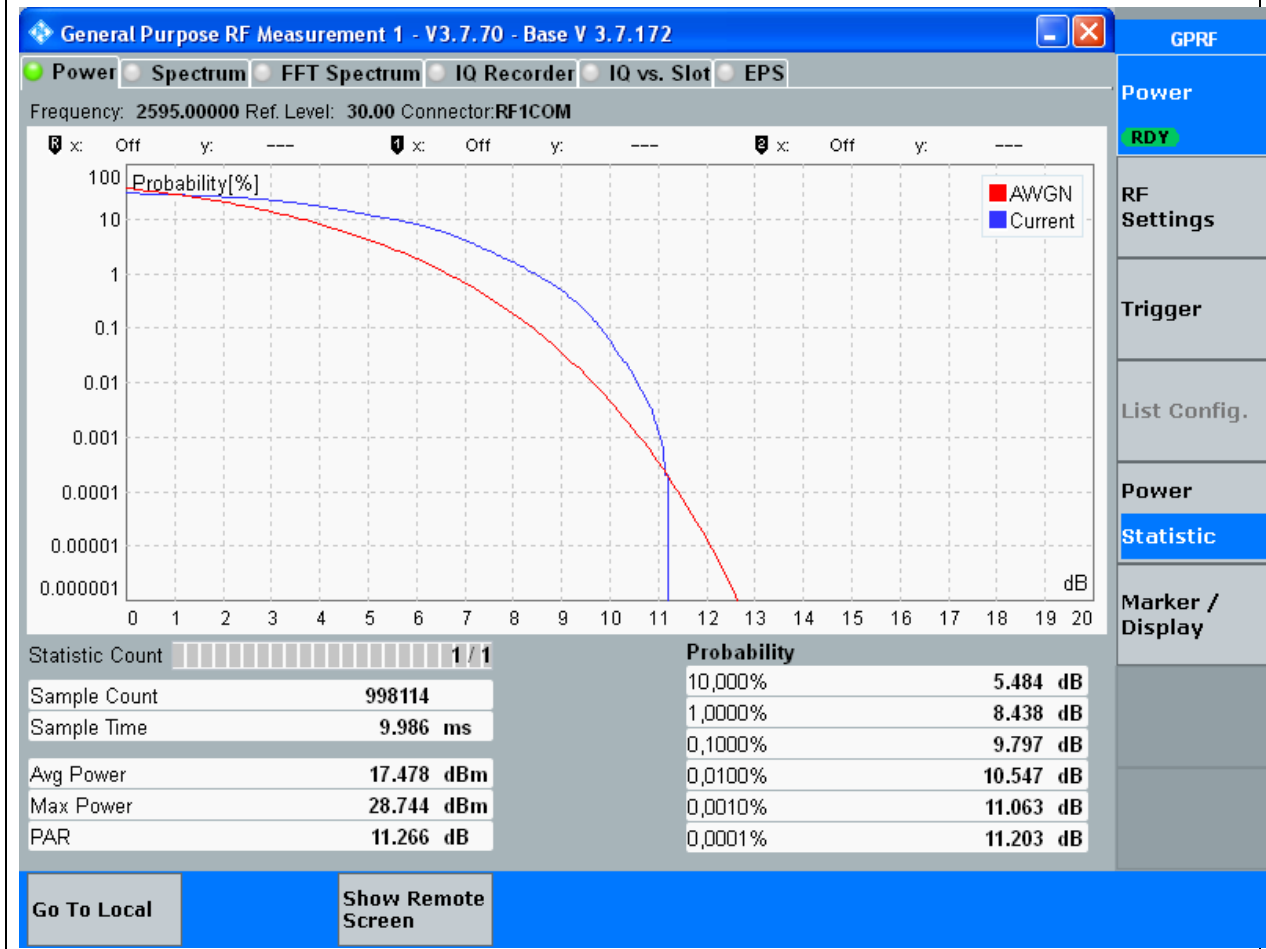 General Purpose RF Measurement 1 - V3.7.70 - Base V 3.7.172
Power Spectrum FFT Spectrum IQ Recorder IQ vs. Slot EPS
Frequency: 2595.00000 Ref. Level: 30.00 Connector:RF1COM
R x: Off y: --- 1 x: Off y: --- 2 x: Off y: ---
Probability[%]
AWGN
Current
100
10
1
0.1
0.01
0.001
0.0001
0.00001
0.000001
dB
0 1 2 3 4 5 6 7 8 9 10 11 12 13 14 15 16 17 18 19 20
Statistic Count 1 / 1
Sample Count 998114
Sample Time 9.986 ms
Avg Power 17.478 dBm
Max Power 28.744 dBm
PAR 11.266 dB
Probability
10,000% 5.484 dB
1,0000% 8.438 dB
0,1000% 9.797 dB
0,0100% 10.547 dB
0,0010% 11.063 dB
0,0001% 11.203 dB
GPRF
Power
RDY
RF
Settings
Trigger
List Config.
Power
Statistic
Marker /
Display
Go To Local
Show Remote
Screen